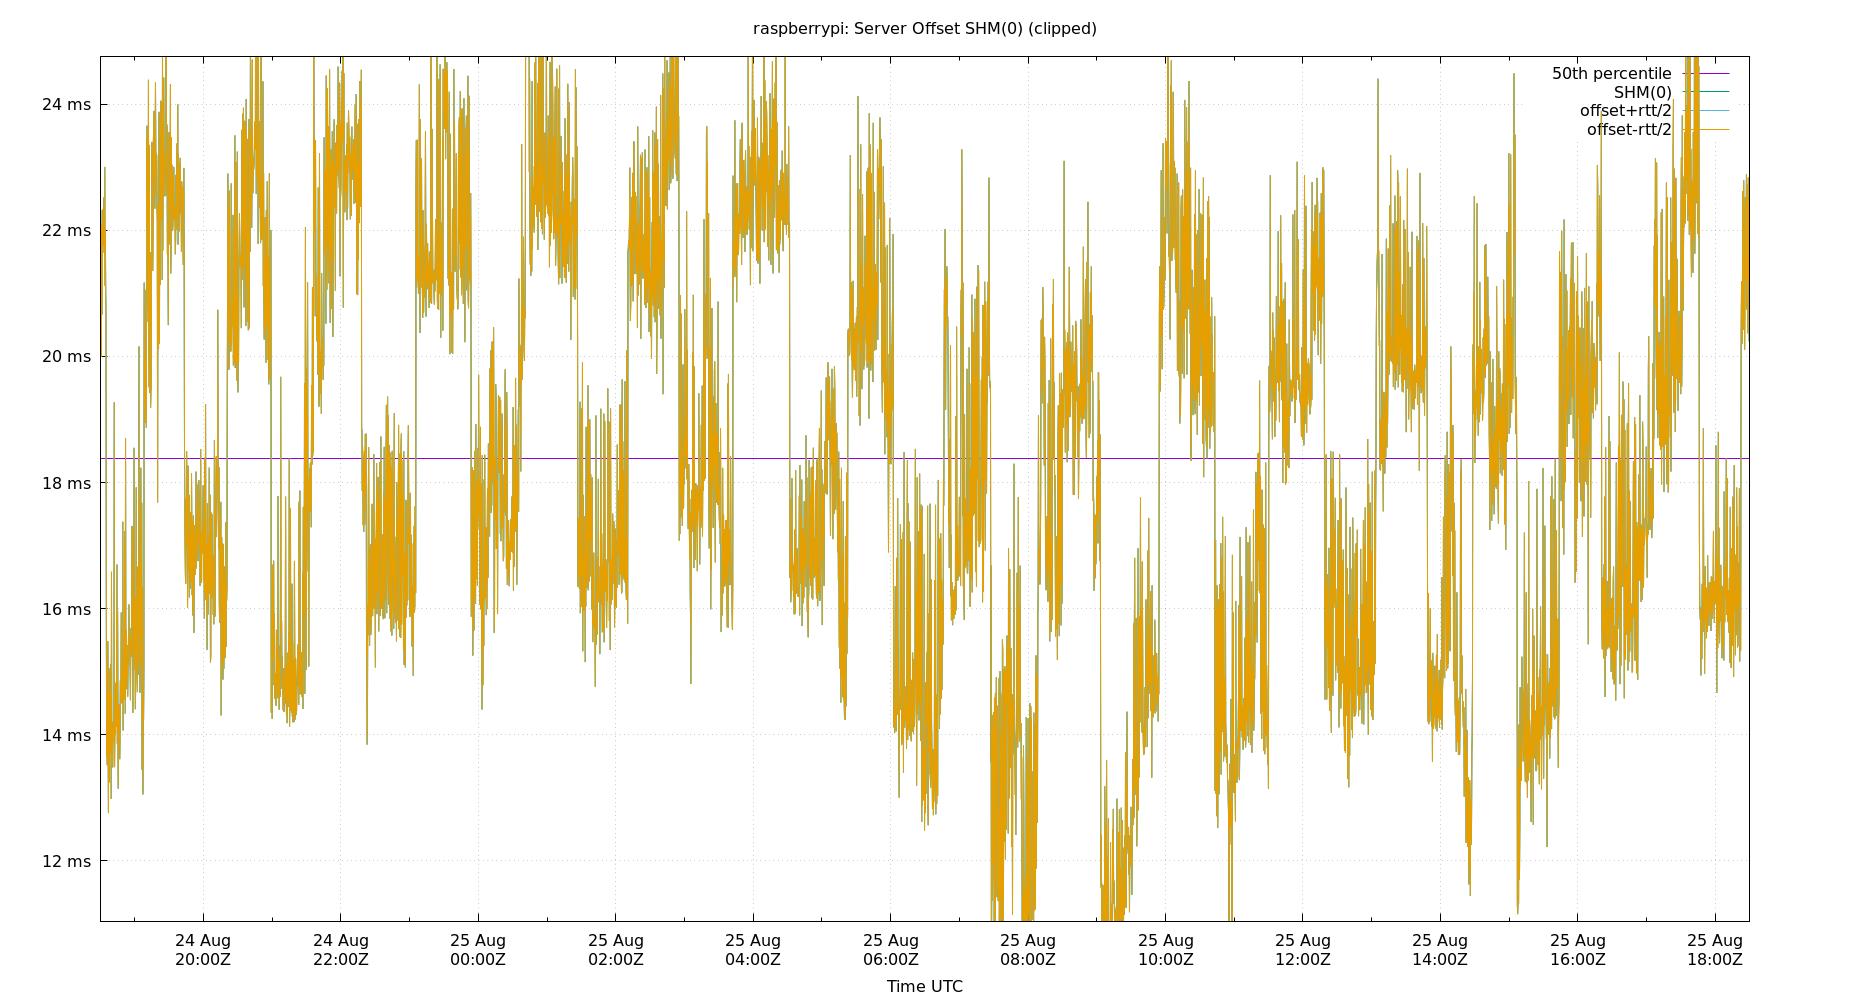 raspberrypi: Server Offset SHM(0) (clipped)
50th percentile
SHM(0)
offset+rtt/2
offset-rtt/2
24 ms
22 ms
20 ms
18 ms
16 ms
14 ms
12 ms
24 Aug 24 Aug 25 Aug 25 Aug 25 Aug 25 Aug 25 Aug 25 Aug 25 Aug 25 Aug 25 Aug 25 Aug
20:00Z 22:00Z 00:00Z 02:00Z 04:00Z 06:00Z 08:00Z 10:00Z 12:00Z 14:00Z 16:00Z 18:00Z
Time UTC